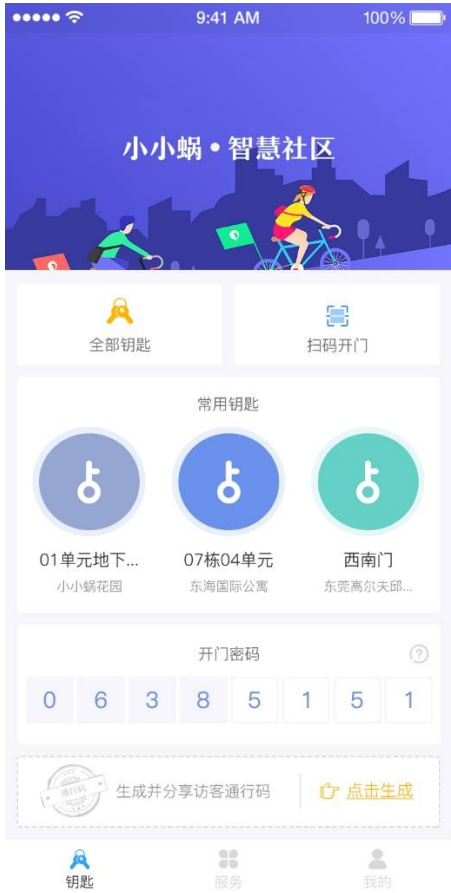 9:41 AM
100%
小小蜗•智慧社区
全部钥匙
扫码开门
常用钥匙
01单元地下...
07栋04单元
西南门
小小蜗花园
东海国际公寓
东莞高尔夫邱...
开门密码
?
0 6 3 8 5 1 5 1
通行码
生成并分享访客通行码
点击生成
钥匙
服务
我的